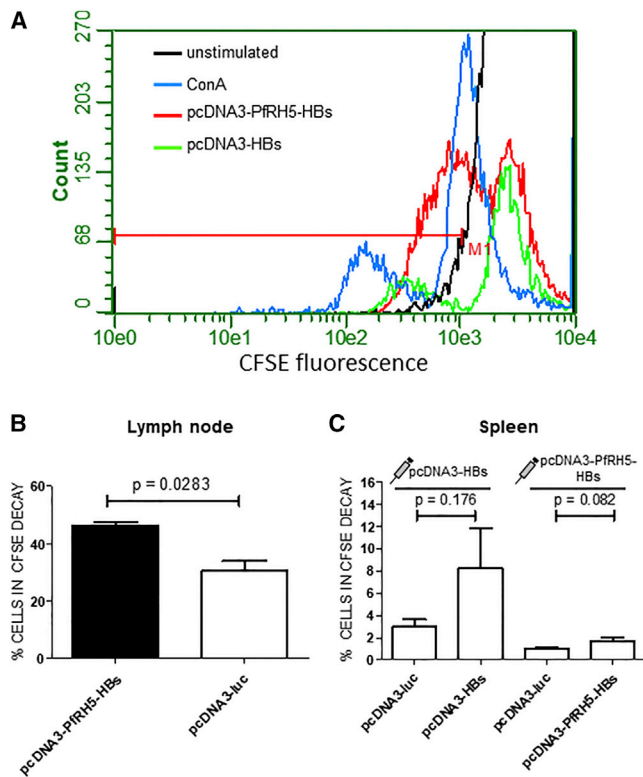 A
270
203
135
68
0
Count
unstimulated
ConA
pcDNA3-PfRH5-HBs
pcDNA3-HBs
M1
10e0 10e1 10e2 10e3 10e4
CFSE fluorescence
B
Lymph node
60
40
20
0
% CELLS IN CFSE DECAY
p = 0.0283
pcDNA3-PfRH5-HBs
pcDNA3-luc
C
Spleen
pcDNA3-HBs
pcDNA3-PfRH5-
HBs
p = 0.176
p = 0.082
16
14
12
10
8
6
4
2
0
% CELLS IN CFSE DECAY
pcDNA3-luc
pcDNA3-HBs
pcDNA3-luc
pcDNA3-PfRH5-HBs